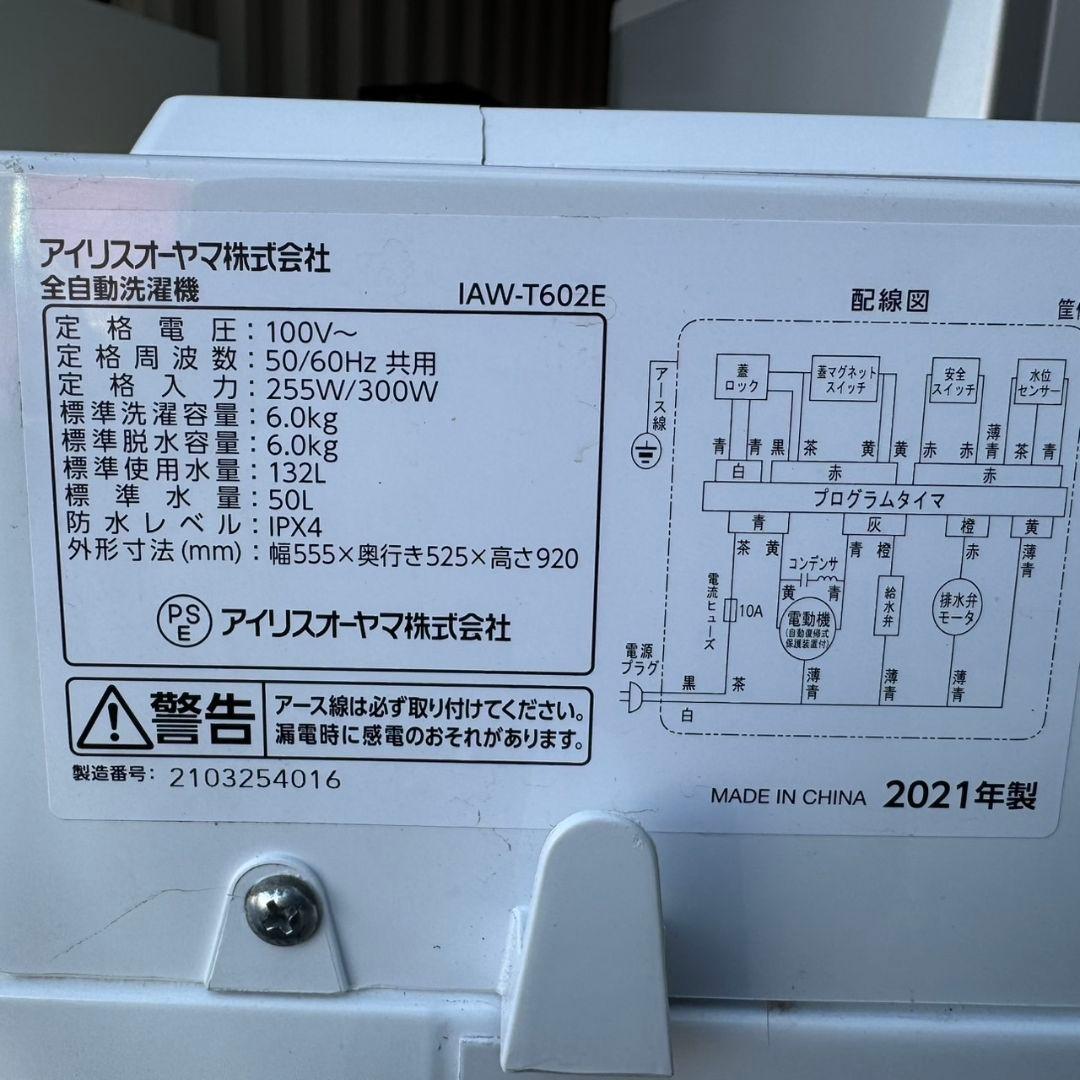 アイリスオーヤマ株式会社
全自動洗濯機 IAW-T602E
定格電圧：100V～
定格周波数：50/60Hz 共用
定格入力：255W/300W
標準洗濯容量：6.0kg
標準脱水容量：6.0kg
標準使用水量：132L
標準水量：50L
防水レベル：IPX4
外形寸法(mm)：幅555×奥行き525×高さ920
PS
E
アイリスオーヤマ株式会社
警告
アース線は必ず取り付けてください。
漏電時に感電のおそれがあります。
製造番号：2103254016
配線図
アース線
蓋
ロック
蓋マグネット
スイッチ
安全
スイッチ
水位
センサー
青 青 黒 茶 黄 黄 赤 赤 薄青 茶 青
白 赤 赤
プログラムタイマ
青 灰 橙 黄
茶 黄 青 橙 赤 薄青
コンデンサ
黄 青
電流ヒューズ
10A
電動機
(自動復帰式
保護装置付)
給水弁
排水弁
モータ
電源
プラグ
黒 茶 薄青 薄青 薄青
白
MADE IN CHINA 2021年製
筐